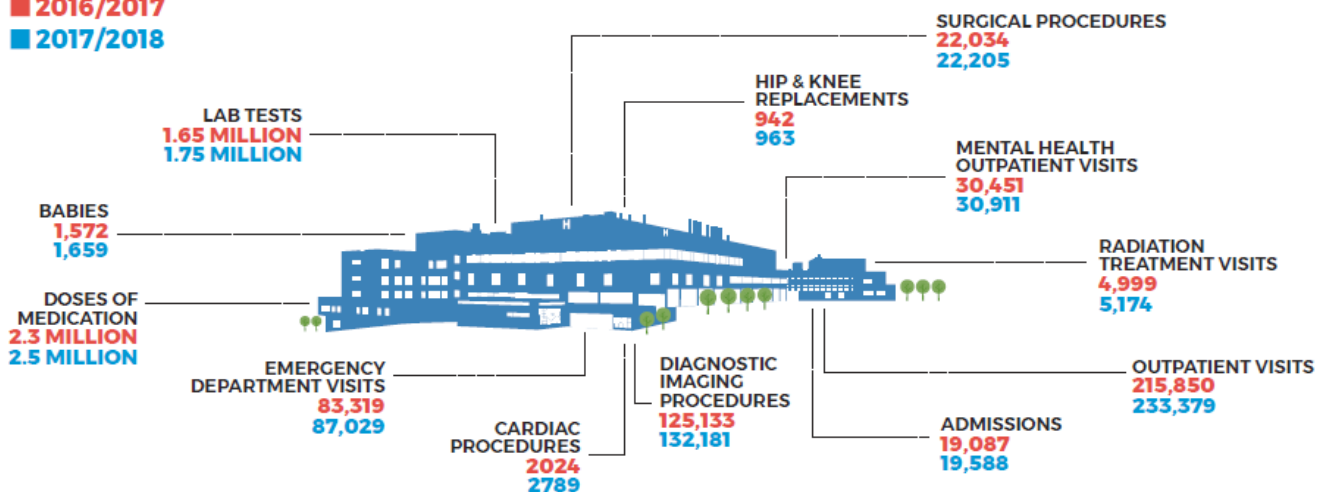 2016/2017
2017/2018
SURGICAL PROCEDURES
22,034
22,205
HIP & KNEE
REPLACEMENTS
942
963
LAB TESTS
1.65 MILLION
1.75 MILLION
MENTAL HEALTH
OUTPATIENT VISITS
30,451
30,911
BABIES
1,572
1,659
RADIATION
TREATMENT VISITS
4,999
5,174
DOSES OF
MEDICATION
2.3 MILLION
2.5 MILLION
EMERGENCY
DEPARTMENT VISITS
83,319
87,029
DIAGNOSTIC
IMAGING
PROCEDURES
125,133
132,181
OUTPATIENT VISITS
215,850
233,379
CARDIAC
PROCEDURES
2024
2789
ADMISSIONS
19,087
19,588
H
H